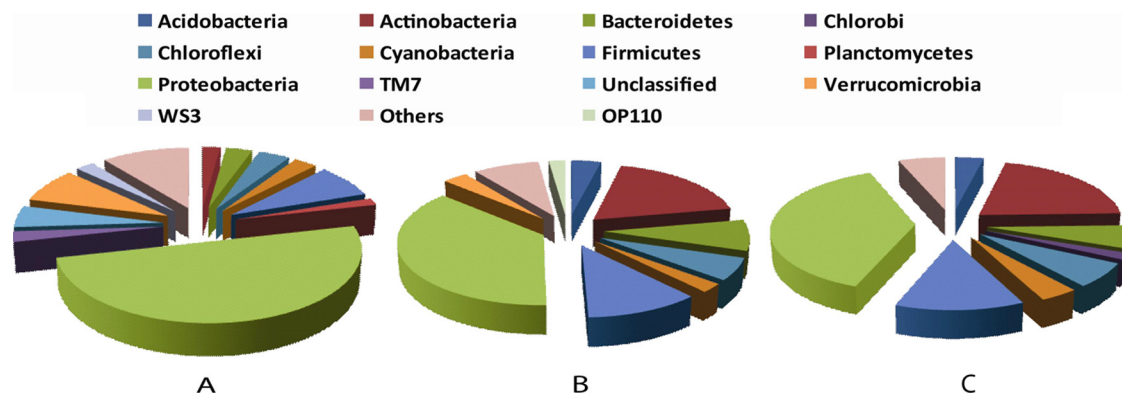 Acidobacteria Actinobacteria Bacteroidetes Chlorobi
Chloroflexi Cyanobacteria Firmicutes Planctomycetes
Proteobacteria TM7 Unclassified Verrucomicrobia
WS3 Others OP110
A B C